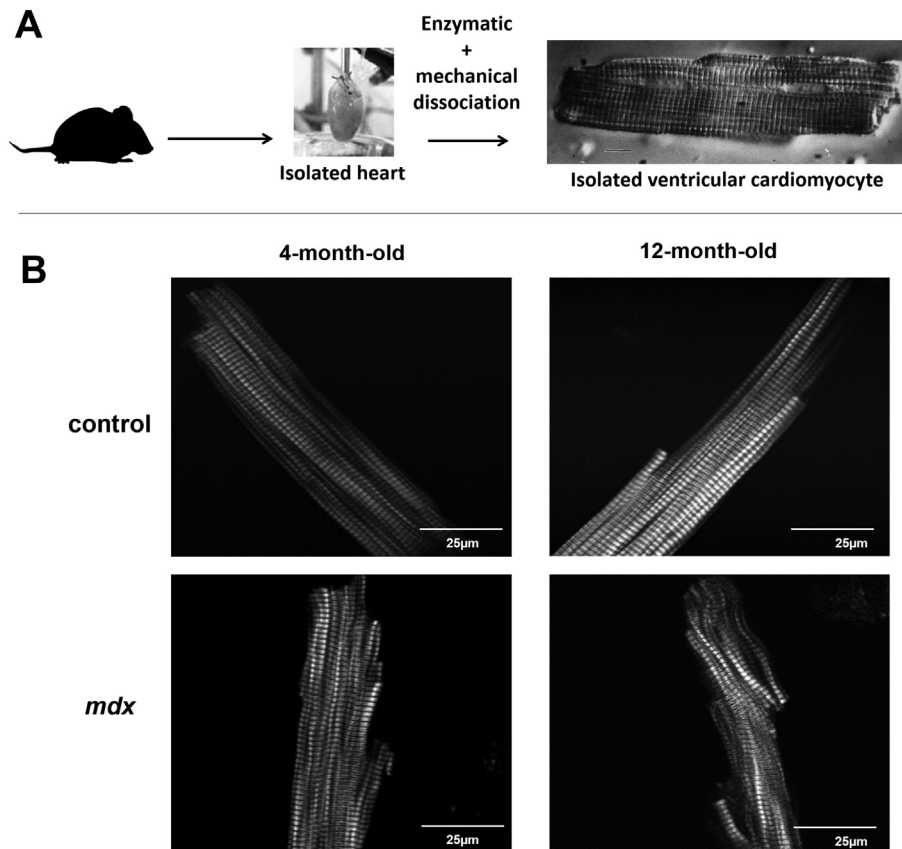 A
Enzymatic
+
mechanical
dissociation
Isolated heart
Isolated ventricular cardiomyocyte
B
4-month-old
12-month-old
control
25µm
25µm
mdx
25µm
25µm